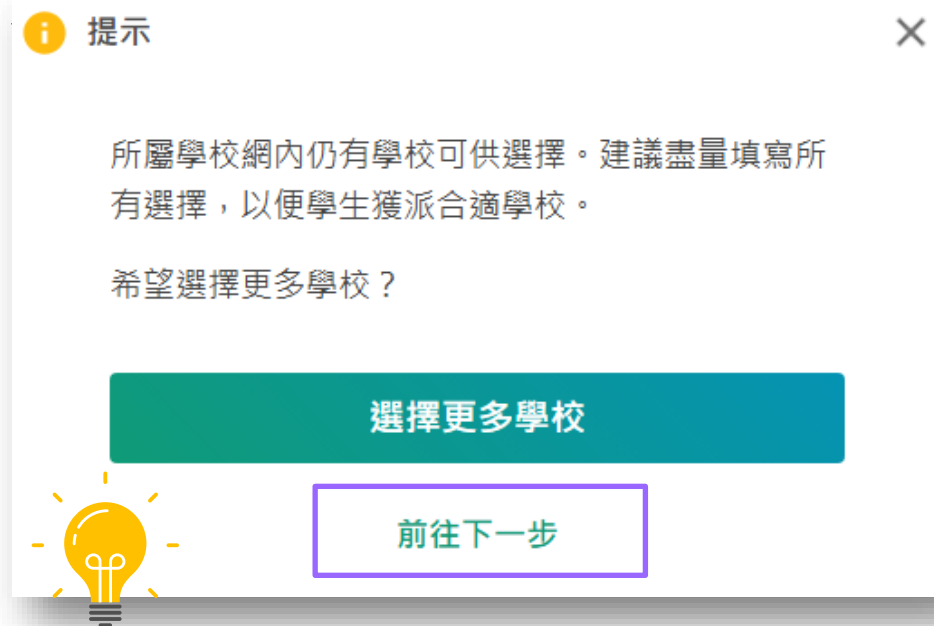 提示
所屬學校網內仍有學校可供選擇。建議盡量填寫所
有選擇，以便學生獲派合適學校。
希望選擇更多學校？
選擇更多學校
前往下一步